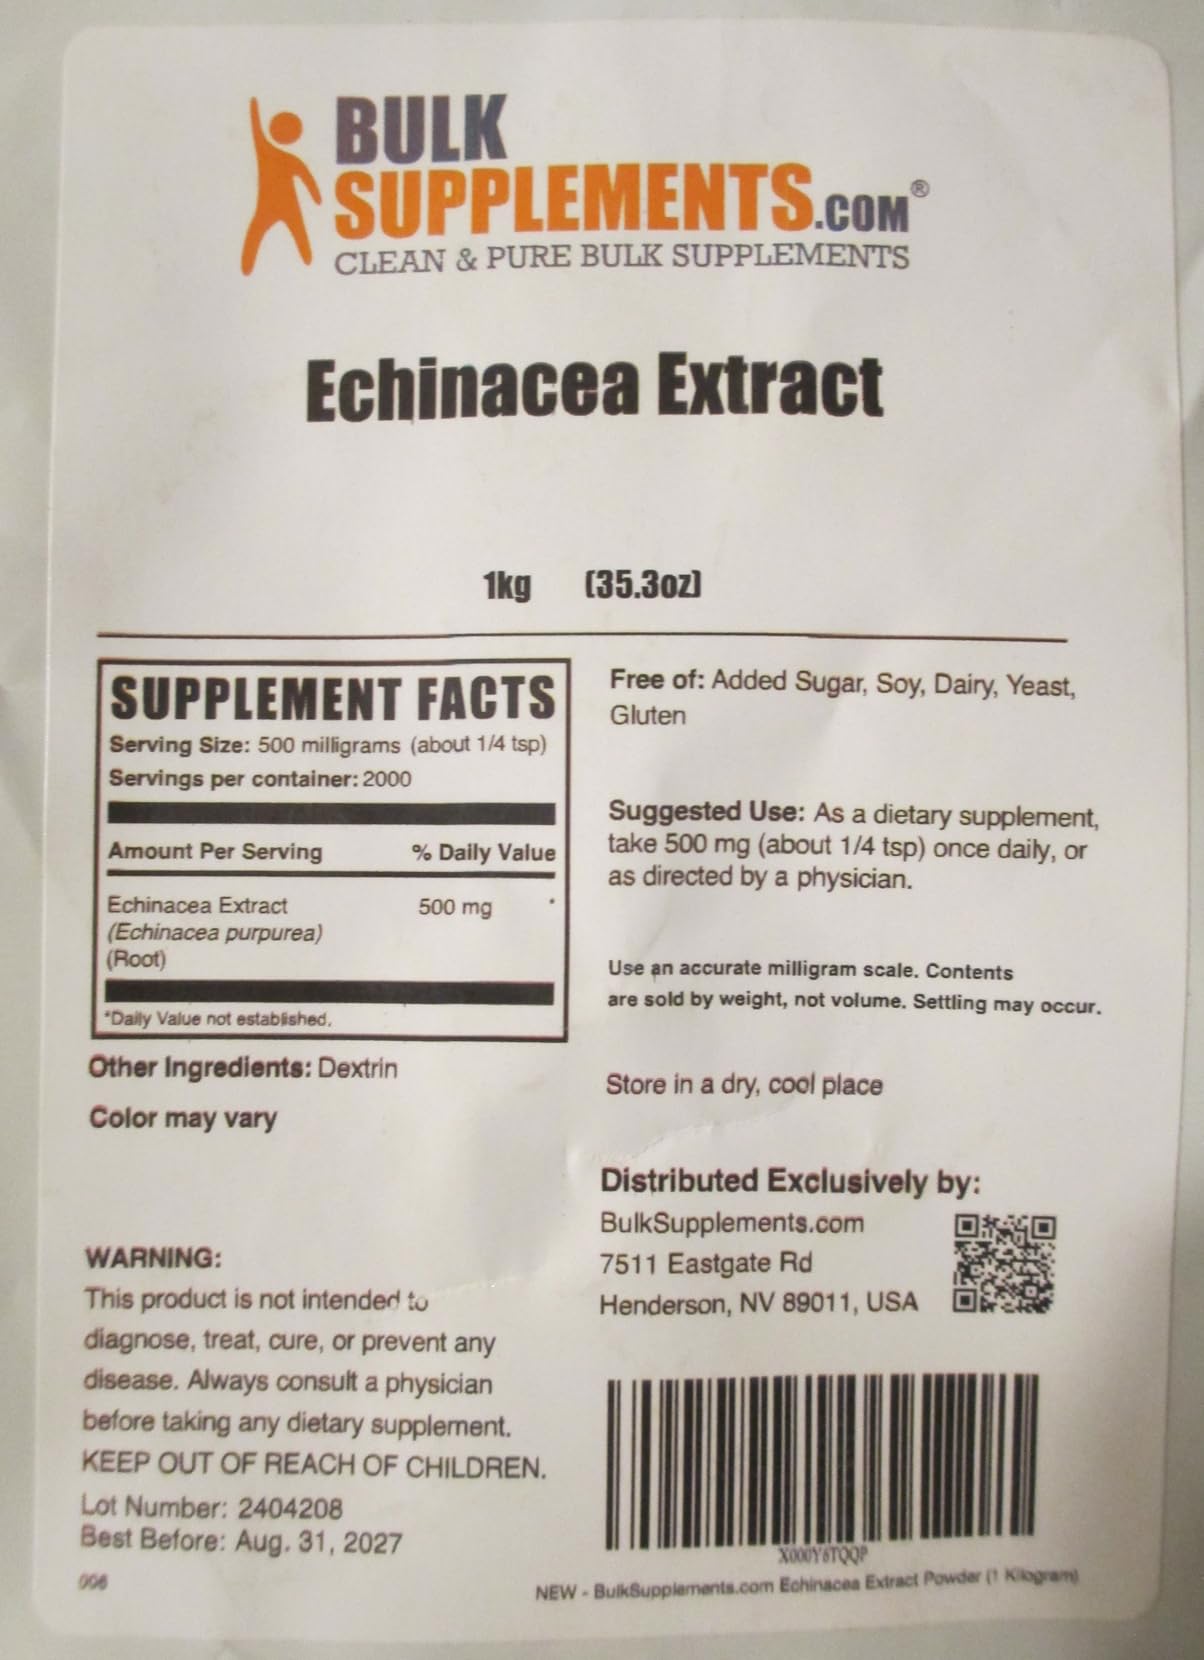 BULK
SUPPLEMENTS.COM®
CLEAN & PURE BULK SUPPLEMENTS
Echinacea Extract
1kg (35.3oz)
SUPPLEMENT FACTS
Serving Size: 500 milligrams (about 1/4 tsp)
Servings per container: 2000
Amount Per Serving % Daily Value
Echinacea Extract 500 mg *
(Echinacea purpurea)
(Root)
*Daily Value not established.
Other Ingredients: Dextrin
Color may vary
WARNING:
This product is not intended to
diagnose, treat, cure, or prevent any
disease. Always consult a physician
before taking any dietary supplement.
KEEP OUT OF REACH OF CHILDREN.
Lot Number: 2404208
Best Before: Aug. 31, 2027
006
Free of: Added Sugar, Soy, Dairy, Yeast,
Gluten
Suggested Use: As a dietary supplement,
take 500 mg (about 1/4 tsp) once daily, or
as directed by a physician.
Use an accurate milligram scale. Contents
are sold by weight, not volume. Settling may occur.
Store in a dry, cool place
Distributed Exclusively by:
BulkSupplements.com
7511 Eastgate Rd
Henderson, NV 89011, USA
X000Y6TQQP
NEW - BulkSupplements.com Echinacea Extract Powder (1 Kilogram)